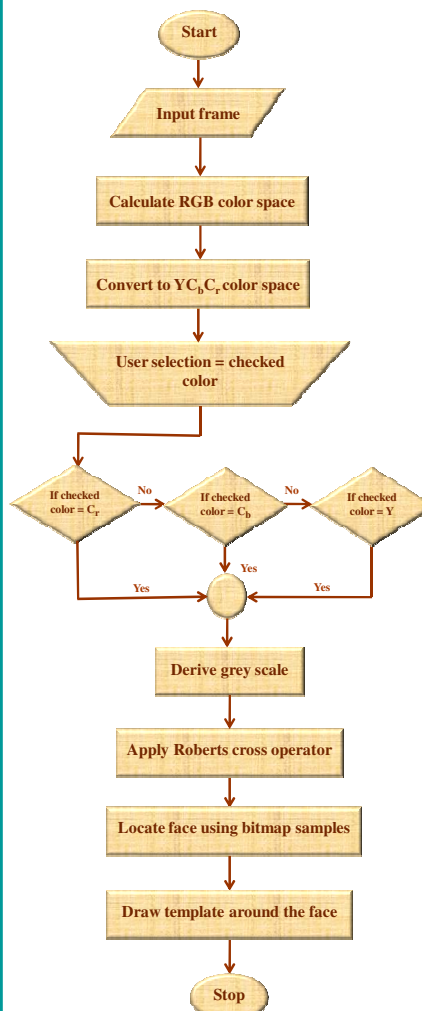 Start
Input frame
Calculate RGB color space
Convert to YCbCr color space
User selection = checked
color
If checked
color = Cr
No
If checked
color = Cb
No
If checked
color = Y
Yes
Yes
Yes
Derive grey scale
Apply Roberts cross operator
Locate face using bitmap samples
Draw template around the face
Stop